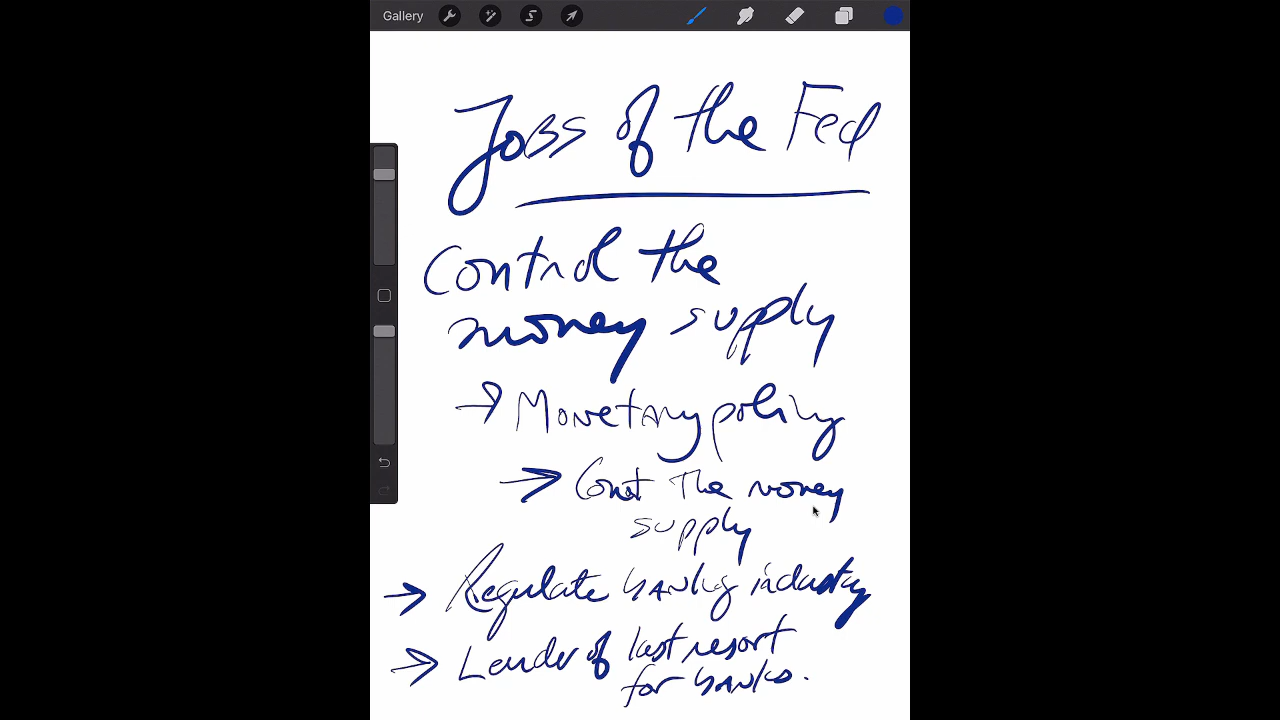 Gallery
Jobs of the Fed
Control the
money supply
→ Monetary policy
→ Const the money
supply
→ Regulate banking industry
→ Lender of last resort
for banks.